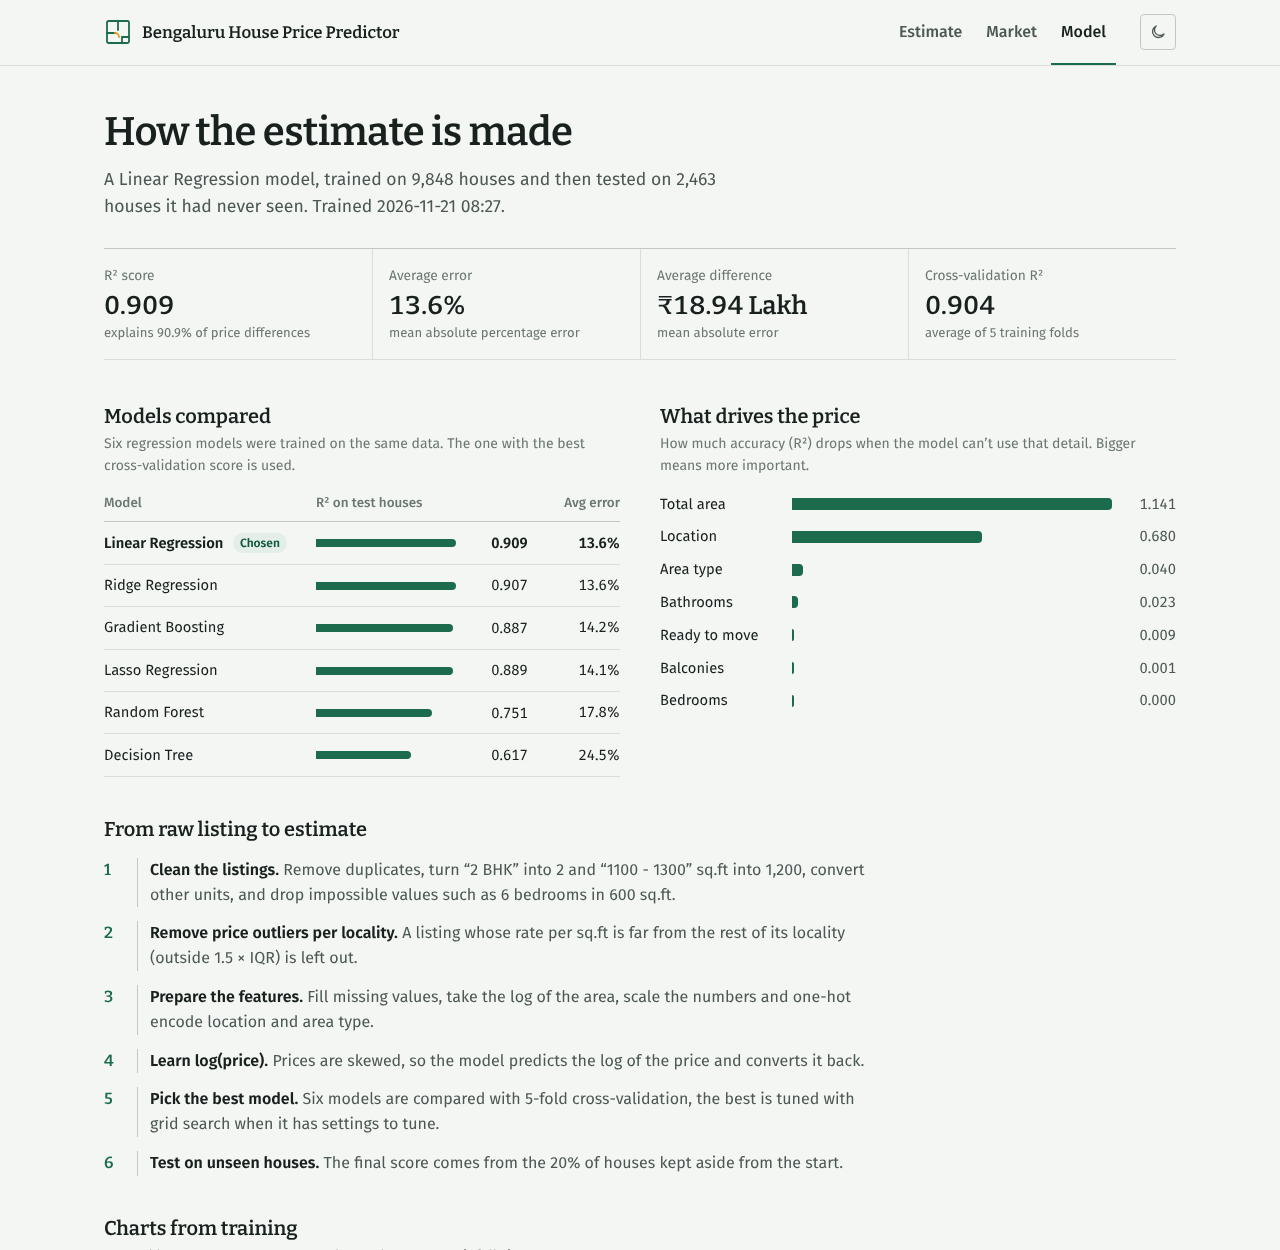 Bengaluru House Price Predictor
Estimate
Market
Model
How the estimate is made
A Linear Regression model, trained on 9,848 houses and then tested on 2,463
houses it had never seen. Trained 2026-11-21 08:27.
R² score
0.909
explains 90.9% of price differences
Average error
13.6%
mean absolute percentage error
Average difference
₹18.94 Lakh
mean absolute error
Cross-validation R²
0.904
average of 5 training folds
Models compared
Six regression models were trained on the same data. The one with the best
cross-validation score is used.
Model R² on test houses Avg error
Linear Regression Chosen 0.909 13.6%
Ridge Regression 0.907 13.6%
Gradient Boosting 0.887 14.2%
Lasso Regression 0.889 14.1%
Random Forest 0.751 17.8%
Decision Tree 0.617 24.5%
What drives the price
How much accuracy (R²) drops when the model can’t use that detail. Bigger
means more important.
Total area 1.141
Location 0.680
Area type 0.040
Bathrooms 0.023
Ready to move 0.009
Balconies 0.001
Bedrooms 0.000
From raw listing to estimate
1 Clean the listings. Remove duplicates, turn “2 BHK” into 2 and “1100 - 1300” sq.ft into 1,200, convert
other units, and drop impossible values such as 6 bedrooms in 600 sq.ft.
2 Remove price outliers per locality. A listing whose rate per sq.ft is far from the rest of its locality
(outside 1.5 × IQR) is left out.
3 Prepare the features. Fill missing values, take the log of the area, scale the numbers and one-hot
encode location and area type.
4 Learn log(price). Prices are skewed, so the model predicts the log of the price and converts it back.
5 Pick the best model. Six models are compared with 5-fold cross-validation, the best is tuned with
grid search when it has settings to tune.
6 Test on unseen houses. The final score comes from the 20% of houses kept aside from the start.
Charts from training